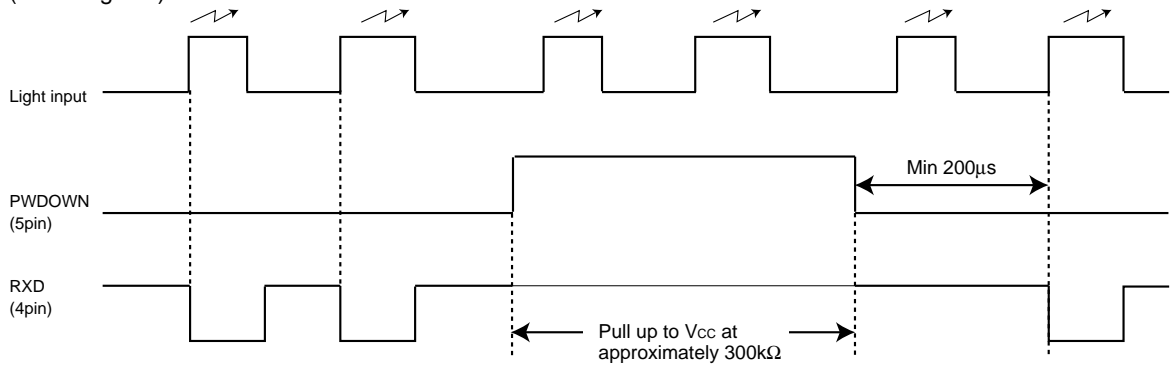 Light input
Min 200μs
PWDOWN
(5pin)
RXD
(4pin)
Pull up to VCC at
approximately 300kΩ